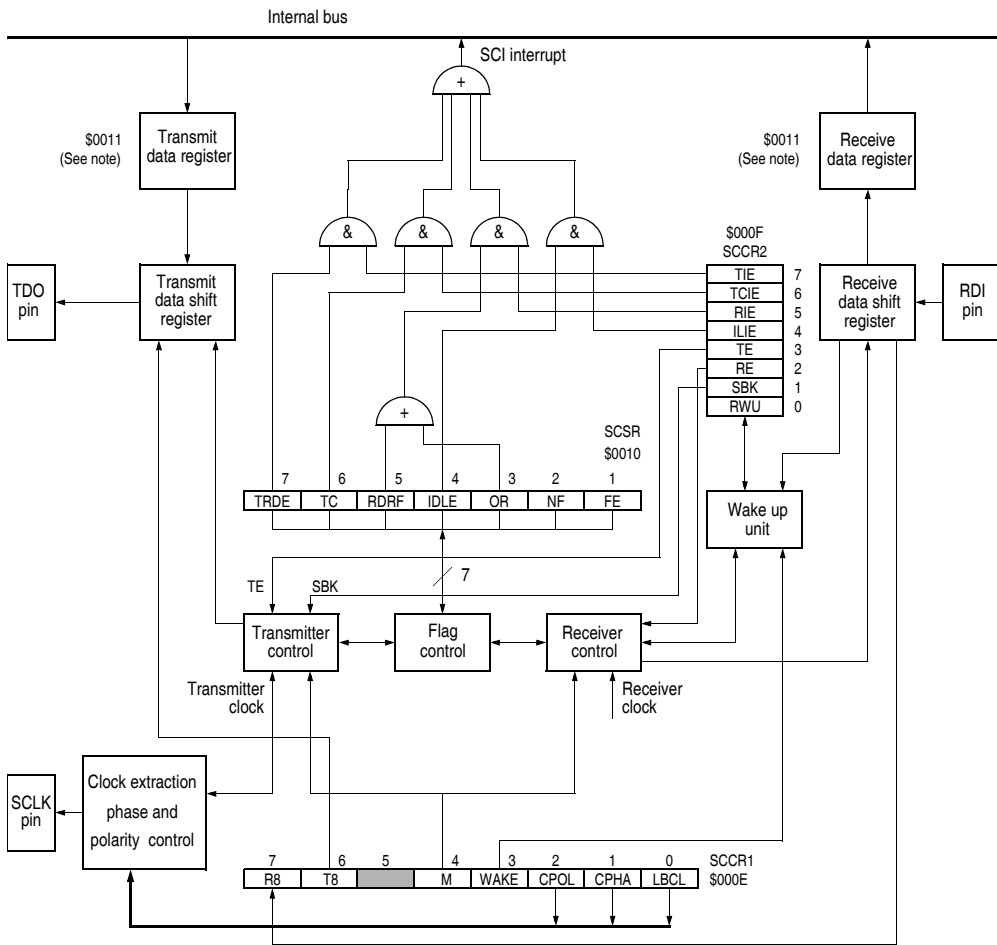 Internal bus
SCI interrupt
+
$0011
(See note)
Transmit
data register
$0011
(See note)
Receive
data register
&
&
&
&
$000F
SCCR2
TDO
pin
Transmit
data shift
register
TIE 7
TCIE 6
RIE 5
ILIE 4
TE 3
RE 2
SBK 1
RWU 0
Receive
data shift
register
RDI
pin
+
SCSR
$0010
7 6 5 4 3 2 1
TRDE TC RDRF IDLE OR NF FE
Wake up
unit
7
TE
SBK
Transmitter
control
Flag
control
Receiver
control
Transmitter
clock
Receiver
clock
SCLK
pin
Clock extraction
phase and
polarity control
7 6 5 4 3 2 1 0
SCCR1
R8 T8 M WAKE CPOL CPHA LBCL
$000E